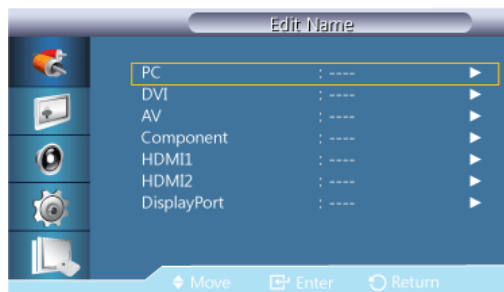 Edit Name
PC : ---- ►
DVI : ---- ►
AV : ---- ►
Component : ---- ►
HDMI1 : ---- ►
HDMI2 : ---- ►
DisplayPort : ---- ►
Move Enter Return